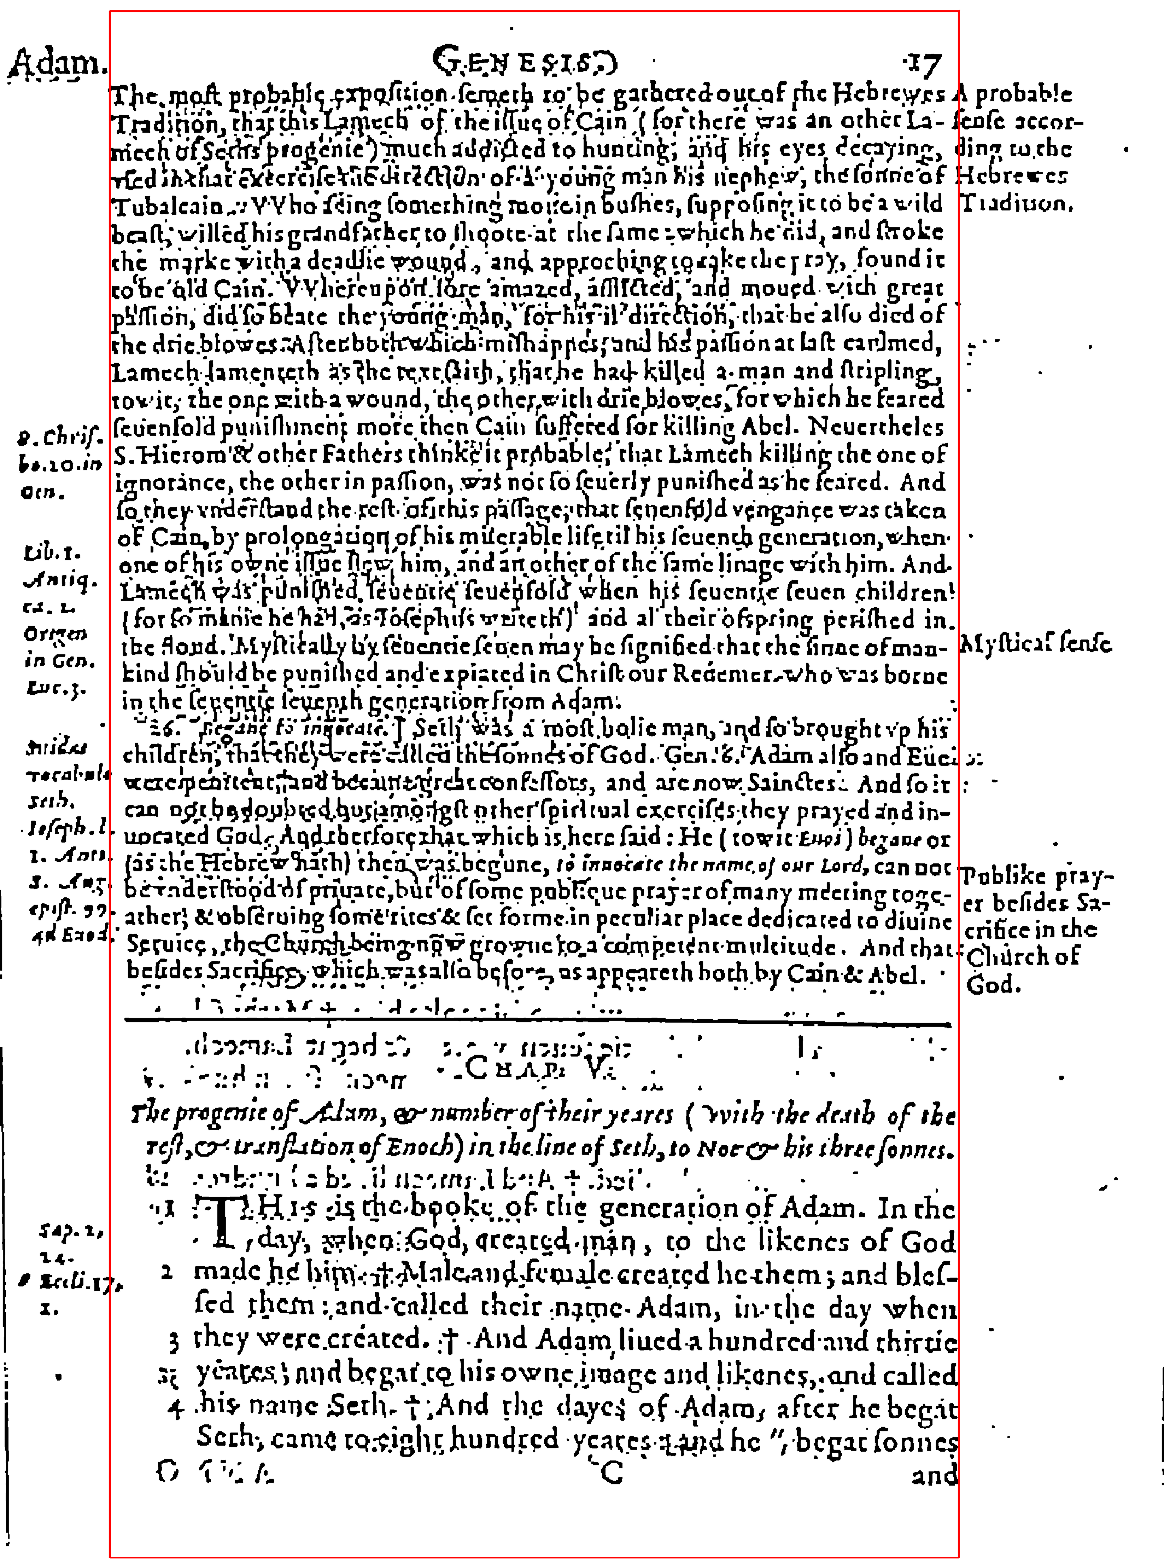 Adam.
GENESIS.
17
The most probable exposition semeth to be gathered out of the Hebrewes
Tradition, that this Lamech of the issue of Cain (for there was an other La-
mech of Seths progenie) much addicted to hunting; and his eyes decaying,
vsed in that exercise the direction of a young man his nephew, the sonne of
Tubalcain. VVho seing something moue in bushes, supposing it to be a wild
beast, willed his grandfather to shoote at the same: which he did, and stroke
the marke with a deadlie wound, and approching to take the pray, found it
to be old Cain. VVherupon sore amazed, afflicted, and moued with great
passion, did so beate the young man, for his il direction, that he also died of
the drie blowes. After both which mishappes, and his passion at last caulmed,
Lamech lamenteth as the text saith, that he had killed a man and stripling,
towit, the one with a wound, the other with drie blowes, for which he feared
seuenfold punishment more then Cain suffered for killing Abel. Neuertheles
S. Hierom & other Fathers thinke it probable, that Lamech killing the one of
ignorance, the other in passion, was not so seuerly punished as he feared. And
so they vnderstand the rest of this passage, that seuenfold vengance was taken
of Cain, by prolongation of his miserable life til his seuenth generation, when
one of his owne issue slew him, and an other of the same linage with him. And
Lamech was punished seuentie seuenfold when his seuentie seuen children
(for so manie he had, as Iosephus writeth) and al their ofspring perished in
the floud. Mystically by seuentie seuen may be signified that the sinne of man-
kind should be punished and expiated in Christ our Redemer, who was borne
in the seuentie seuenth generation from Adam.
26. Beganne to inuocate.] Seth was a most holie man, and so brought vp his
children, that they were called the sonnes of God. Gen. 6. Adam also and Eue
were penitent, and became great confessors, and are now Sainctes. And so it
can not be doubted but amongst other spiritual exercises they prayed and in-
uocated God. And therfore that which is here said: He (towit Enos) began or
(as the Hebrew hath) then was begune, to inuocate the name of our Lord, can not
be vnderstood of priuate, but of some publique prayer of many meeting toge-
ather, & obseruing some rites & set forme in peculiar place dedicated to diuine
Seruice, the Church being now growne to a competent multitude. And that
besides Sacrifice, which was also before, as appeareth both by Cain & Abel.
A probable
sense accor-
ding to the
Hebrewes
Tradition.
S. Chris.
ho. 20. in
Gen.
Lib. 1.
Antiq.
ca. 2.
Origen
in Gen.
Luc. 3.
Mystical sense
Suidas
vocabulo
Seth.
Ioseph. l.
1. Anti.
S. Aug.
epist. 99.
ad Euod.
Publike pray-
er besides Sa-
crifice in the
Church of
God.
CHAP. V.
The progenie of Adam, & number of their yeares (with the death of the
rest, & translation of Enoch) in the line of Seth, to Noe & his three sonnes.
1 THIS is the booke of the generation of Adam. In the
day, when God created man, to the likenes of God
2 made he him. † Male and female created he them; and bles-
sed them: and called their name Adam, in the day when
3 they were created. † And Adam liued a hundred and thirtie
yeares; and begat to his owne image and likenes, and called
4 his name Seth. † And the dayes of Adam, after he begat
Seth, came to eight hundred yeares: and he " begat sonnes
Sap. 2,
24.
Eccli. 17,
1.
C
and